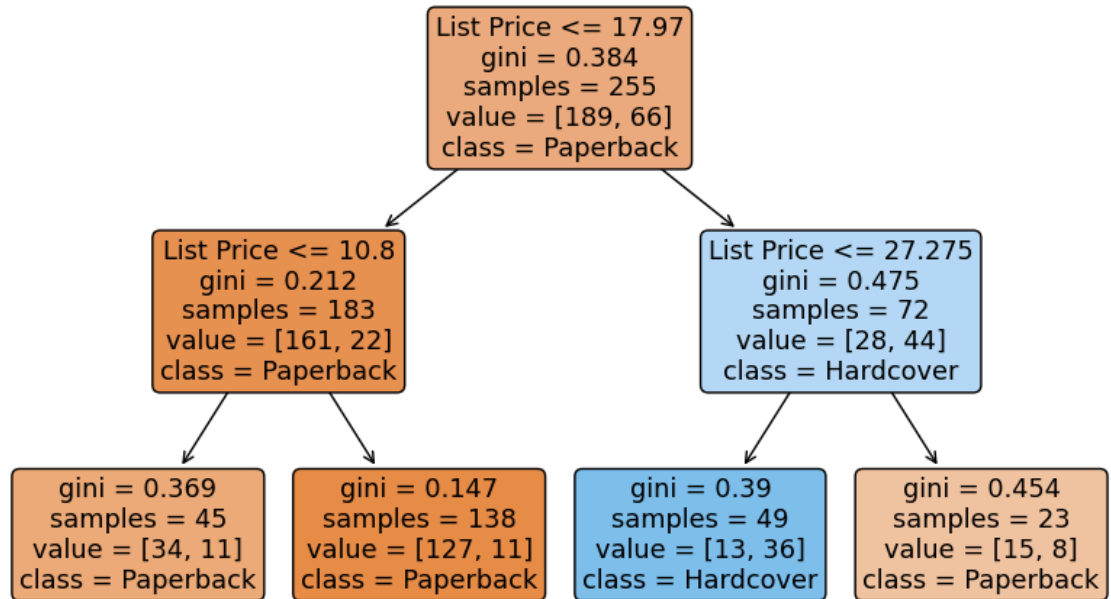 List Price <= 17.97
gini = 0.384
samples = 255
value = [189, 66]
class = Paperback
List Price <= 10.8
gini = 0.212
samples = 183
value = [161, 22]
class = Paperback
List Price <= 27.275
gini = 0.475
samples = 72
value = [28, 44]
class = Hardcover
gini = 0.369
samples = 45
value = [34, 11]
class = Paperback
gini = 0.147
samples = 138
value = [127, 11]
class = Paperback
gini = 0.39
samples = 49
value = [13, 36]
class = Hardcover
gini = 0.454
samples = 23
value = [15, 8]
class = Paperback